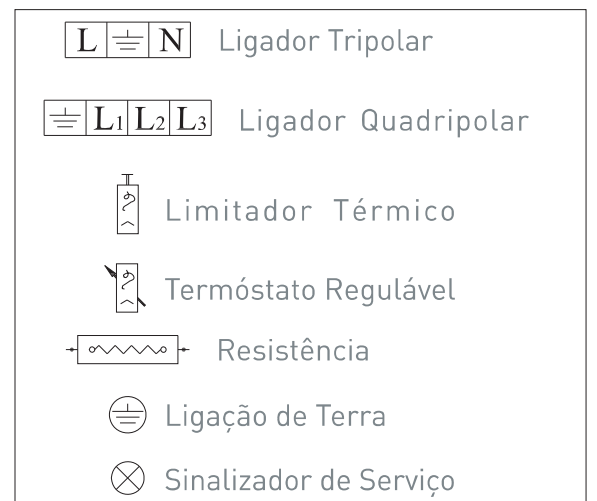 L N Ligador Tripolar
L1 L2 L3 Ligador Quadripolar
Limitador Térmico
Termóstato Regulável
Resistência
Ligação de Terra
Sinalizador de Serviço